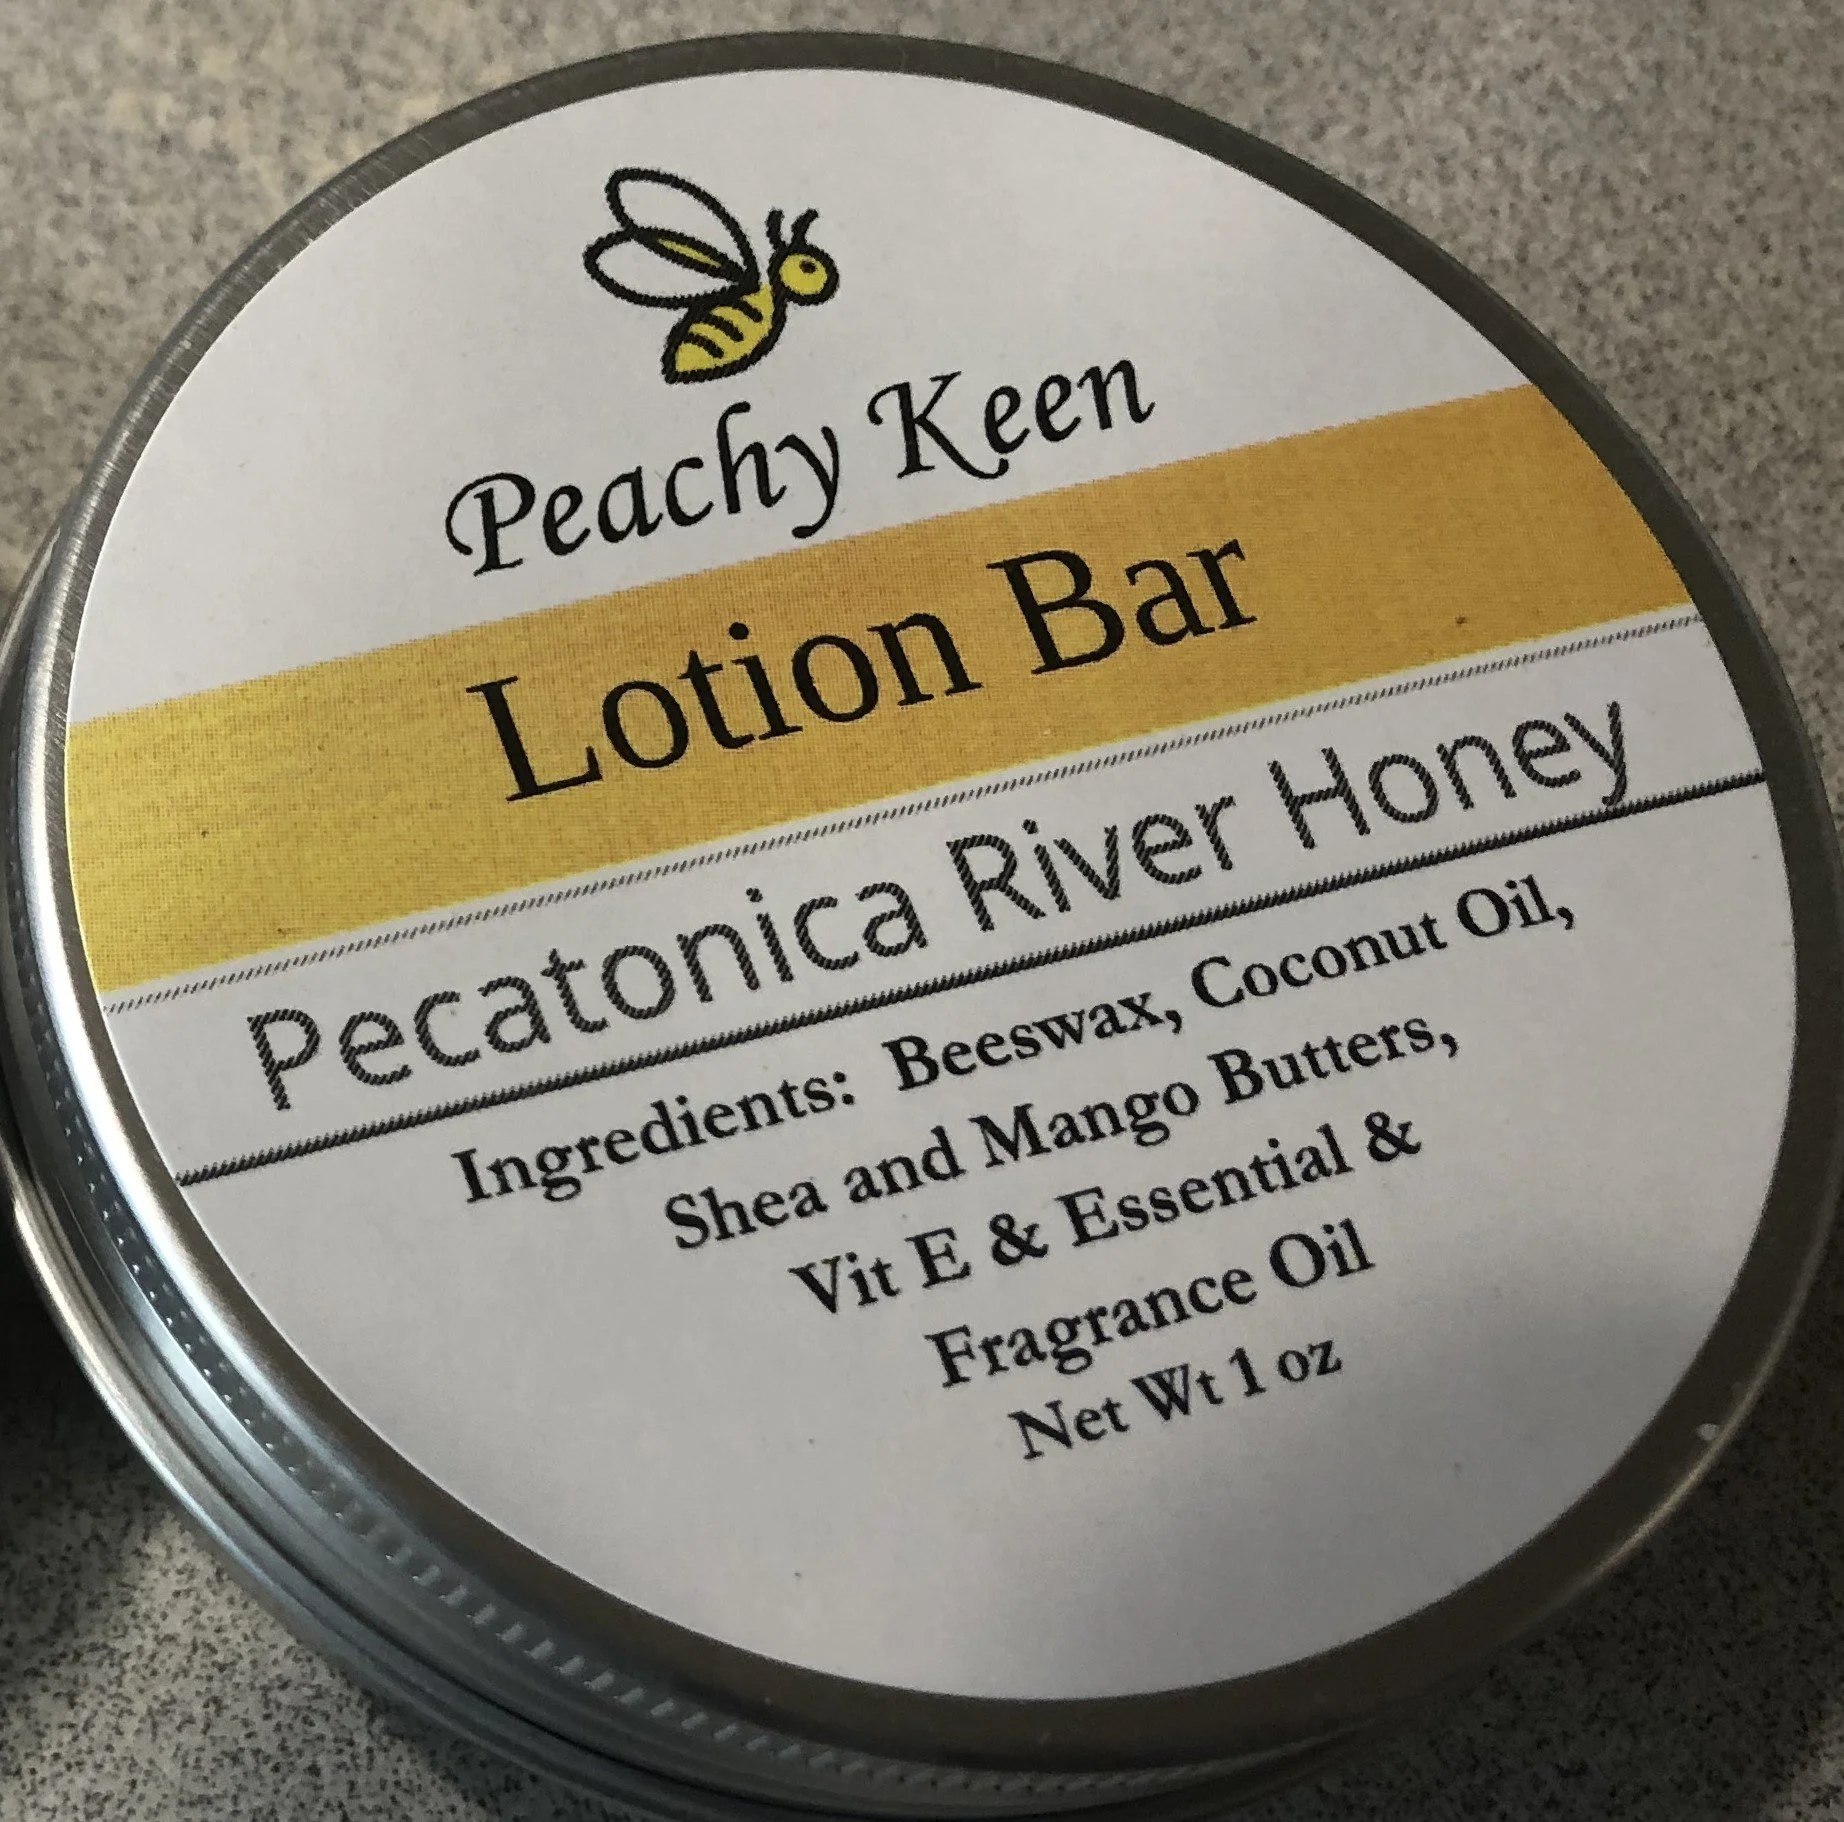 Peachy Keen
Lotion Bar
Pecatonica River Honey
Ingredients: Beeswax, Coconut Oil,
Shea and Mango Butters,
Vit E & Essential &
Fragrance Oil
Net Wt 1 oz